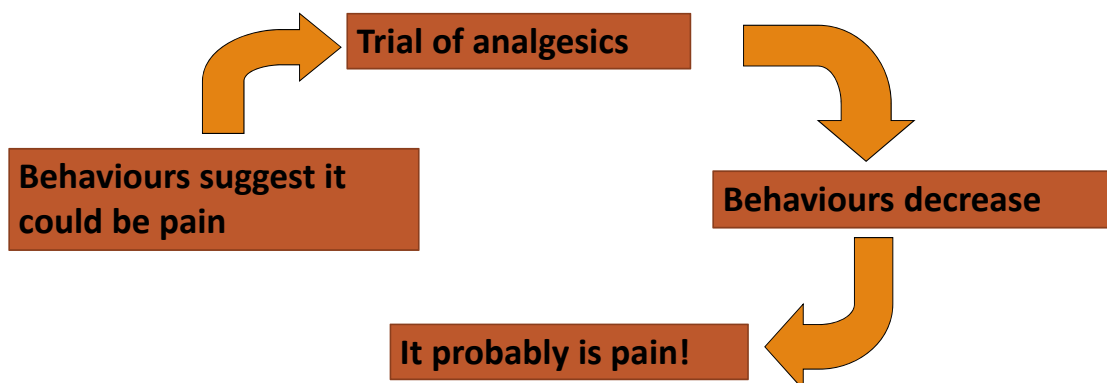 Trial of analgesics
Behaviours suggest it
could be pain
Behaviours decrease
It probably is pain!